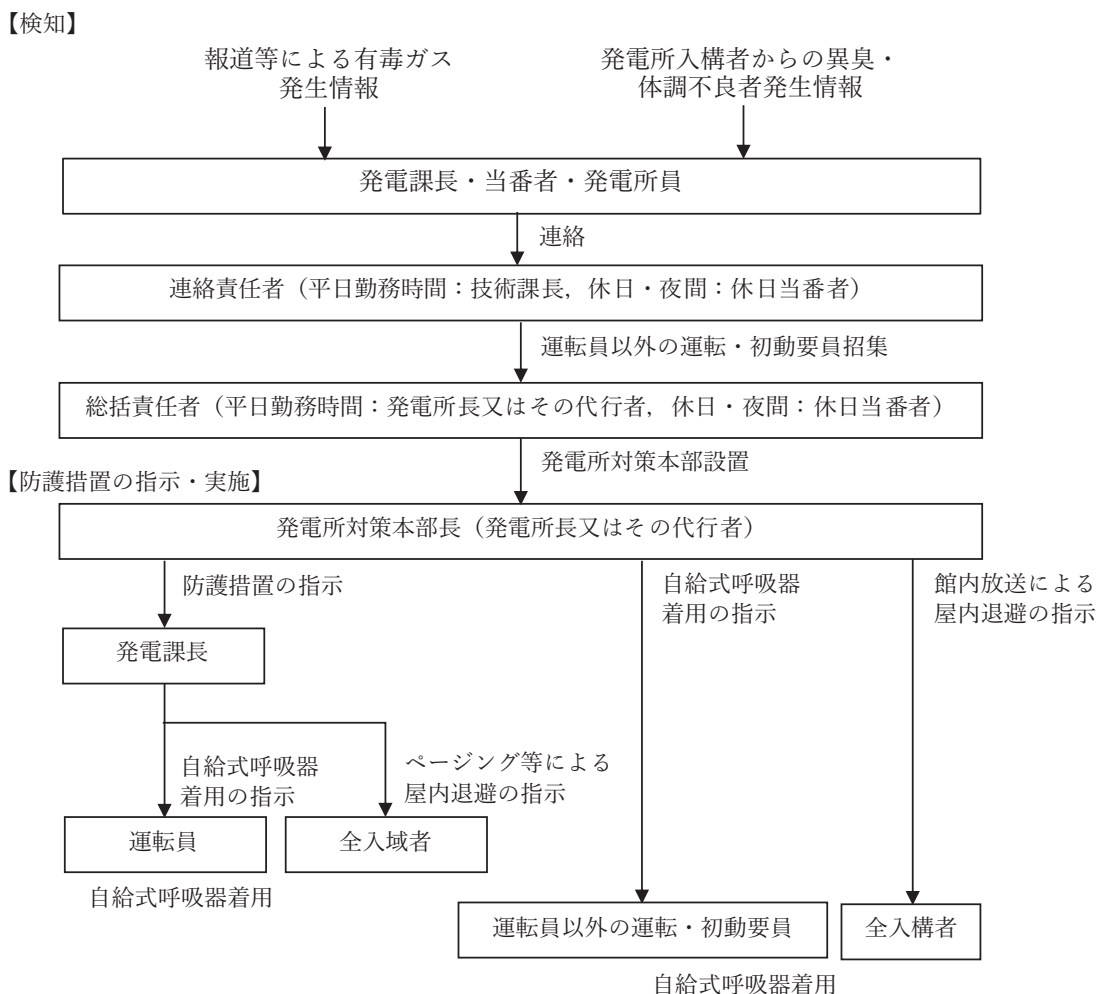 【検知】
報道等による有毒ガス
発生情報
発電所入構者からの異臭・
体調不良者発生情報
発電課長・当番者・発電所員
連絡
連絡責任者（平日勤務時間：技術課長，休日・夜間：休日当番者）
運転員以外の運転・初動要員招集
総括責任者（平日勤務時間：発電所長又はその代行者，休日・夜間：休日当番者）
発電所対策本部設置
【防護措置の指示・実施】
発電所対策本部長（発電所長又はその代行者）
防護措置の指示
自給式呼吸器
着用の指示
館内放送による
屋内退避の指示
発電課長
自給式呼吸器
着用の指示
ページング等による
屋内退避の指示
運転員
全入域者
自給式呼吸器着用
運転員以外の運転・初動要員
全入構者
自給式呼吸器着用